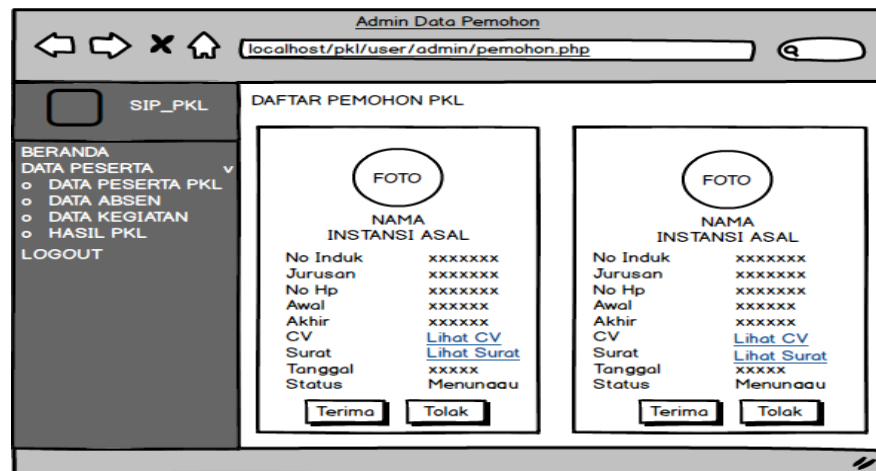 Admin Data Pemohon
localhost/pkl/user/admin/pemohon.php
SIP_PKL
BERANDA
DATA PESERTA v
o DATA PESERTA PKL
o DATA ABSEN
o DATA KEGIATAN
o HASIL PKL
LOGOUT
DAFTAR PEMOHON PKL
FOTO
NAMA
INSTANSI ASAL
No Induk xxxxxxx
Jurusan xxxxxxx
No Hp xxxxxxx
Awal xxxxxx
Akhir xxxxxx
CV Lihat CV
Surat Lihat Surat
Tanggal xxxxx
Status Menunggu
Terima Tolak
FOTO
NAMA
INSTANSI ASAL
No Induk xxxxxxx
Jurusan xxxxxxx
No Hp xxxxxxx
Awal xxxxxx
Akhir xxxxxx
CV Lihat CV
Surat Lihat Surat
Tanggal xxxxx
Status Menunggu
Terima Tolak